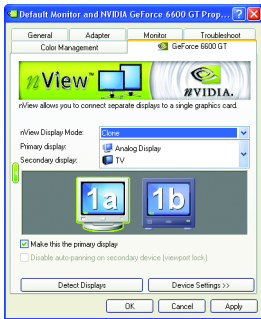 Default Monitor and NVIDIA GeForce 6600 GT Prop...
General Adapter Monitor Troubleshoot
Color Management GeForce 6600 GT
nView™
nVIDIA.
nView allows you to connect separate displays to a single graphics card.
nView Display Mode: Clone
Primary display: Analog Display
Secondary display: TV
1a 1b
Make this the primary display
Disable auto-panning on secondary device (viewport lock)
Detect Displays Device Settings >>
OK Cancel Apply